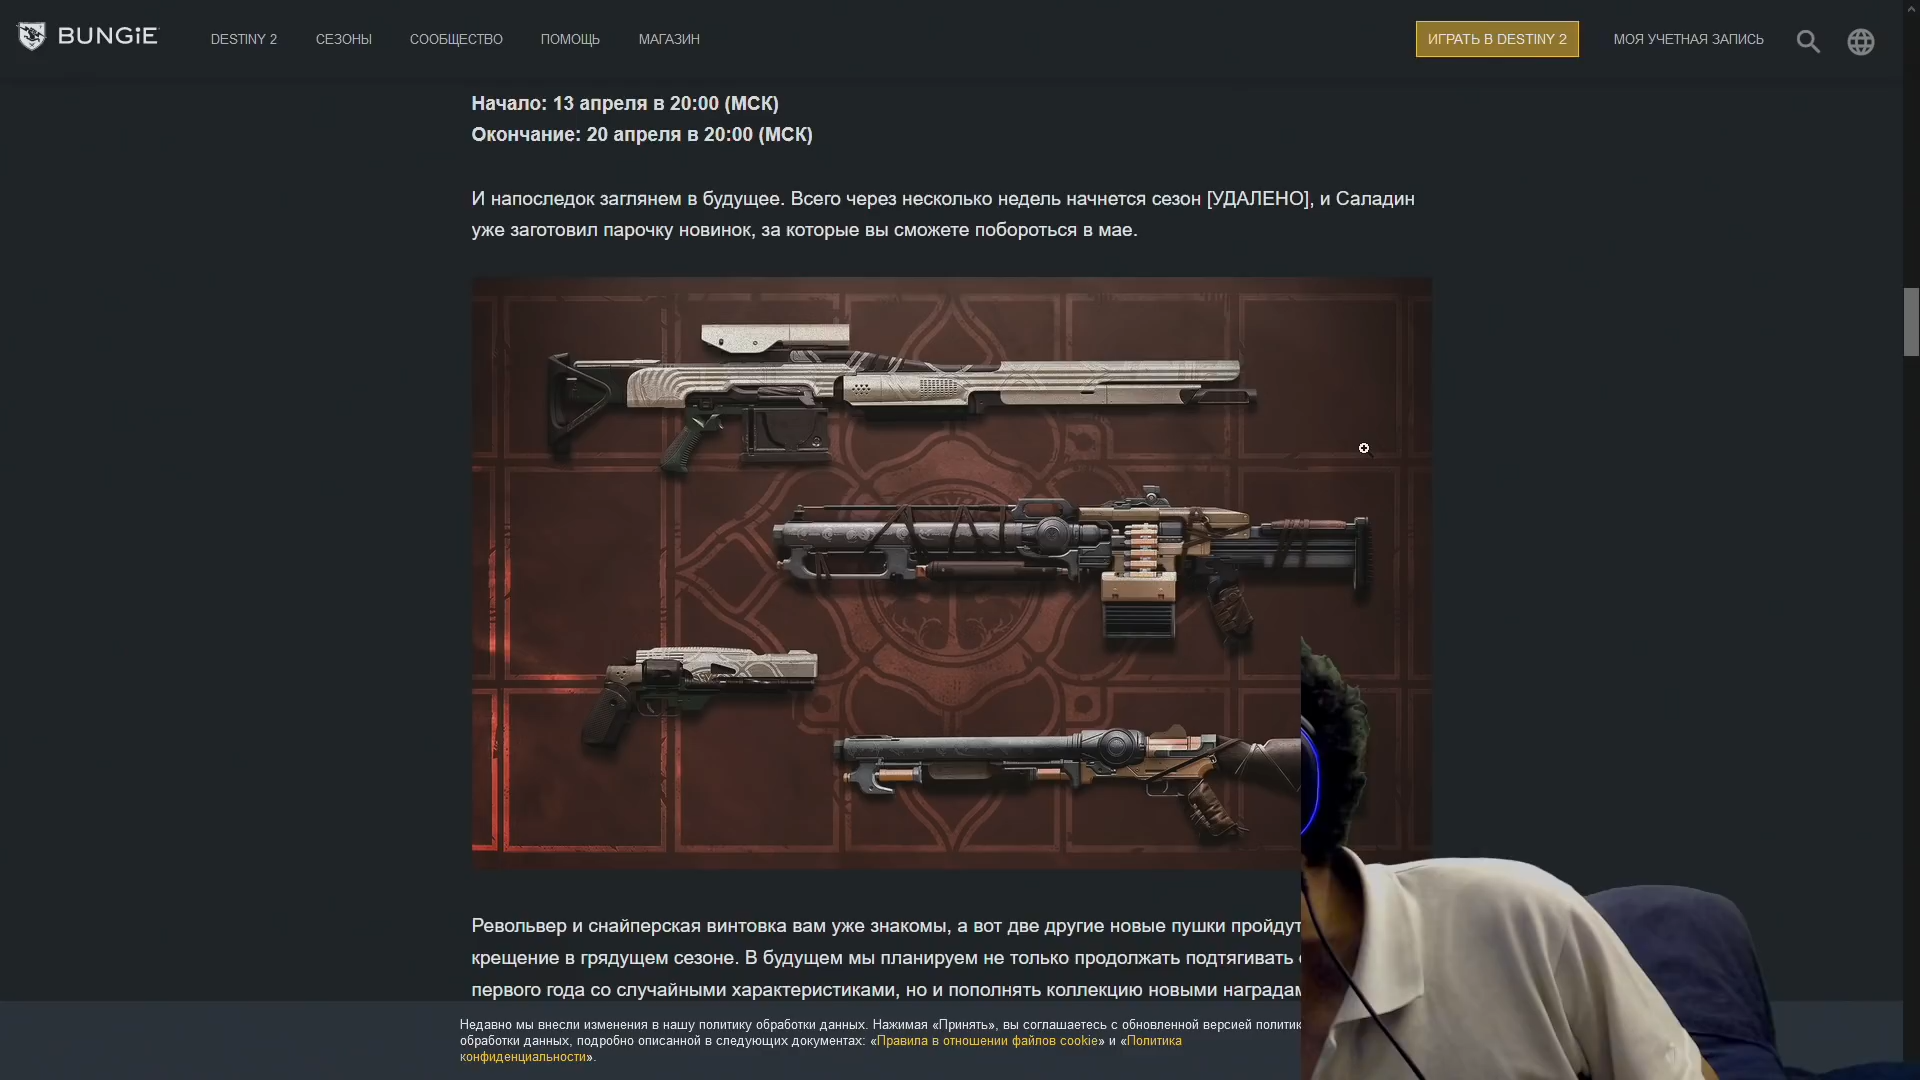 BUNGiE
DESTINY 2 СЕЗОНЫ СООБЩЕСТВО ПОМОЩЬ МАГАЗИН ИГРАТЬ В DESTINY 2 МОЯ УЧЕТНАЯ ЗАПИСЬ
Начало: 13 апреля в 20:00 (МСК)
Окончание: 20 апреля в 20:00 (МСК)
И напоследок заглянем в будущее. Всего через несколько недель начнется сезон [УДАЛЕНО], и Саладин
уже заготовил парочку новинок, за которые вы сможете побороться в мае.
Револьвер и снайперская винтовка вам уже знакомы, а вот две другие новые пушки пройдут
крещение в грядущем сезоне. В будущем мы планируем не только продолжать подтягивать
первого года со случайными характеристиками, но и пополнять коллекцию новыми
Недавно мы внесли изменения в нашу политику обработки данных. Нажимая «Принять», вы соглашаетесь с обновленной версией
обработки данных, подробно описанной в следующих документах: «Правила в отношении файлов cookie» и «Политика
конфиденциальности».